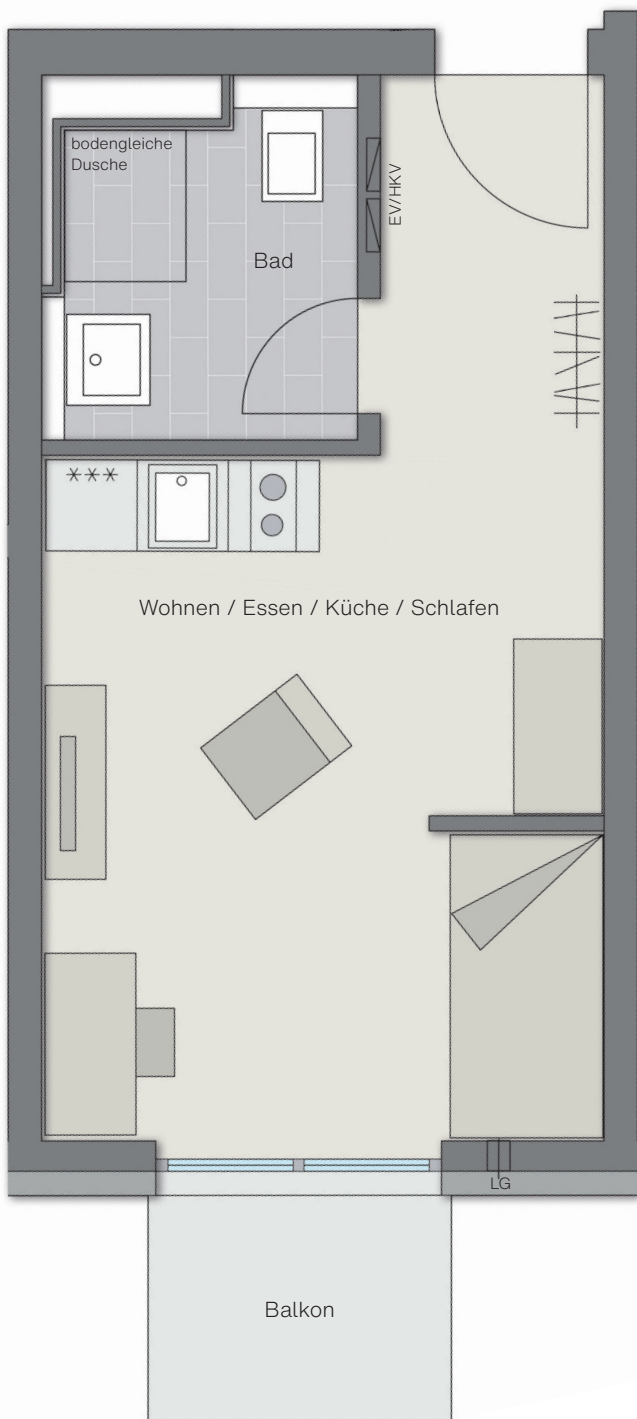 bodengleiche
Dusche
EV/HKV
Bad
***
Wohnen / Essen / Küche / Schlafen
LG
Balkon